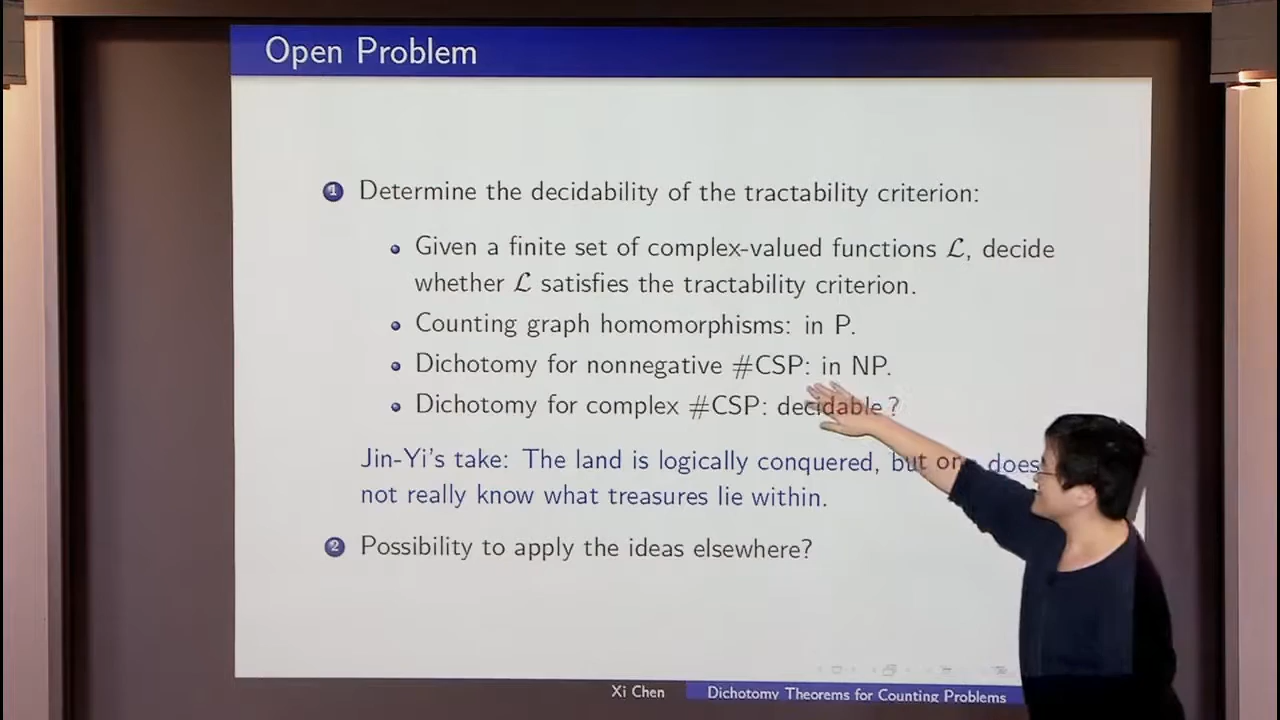 Open Problem
1 Determine the decidability of the tractability criterion:
• Given a finite set of complex-valued functions ℒ, decide
whether ℒ satisfies the tractability criterion.
• Counting graph homomorphisms: in P.
• Dichotomy for nonnegative #CSP: in NP.
• Dichotomy for complex #CSP: decidable?
Jin-Yi's take: The land is logically conquered, but one does
not really know what treasures lie within.
2 Possibility to apply the ideas elsewhere?
Xi Chen Dichotomy Theorems for Counting Problems